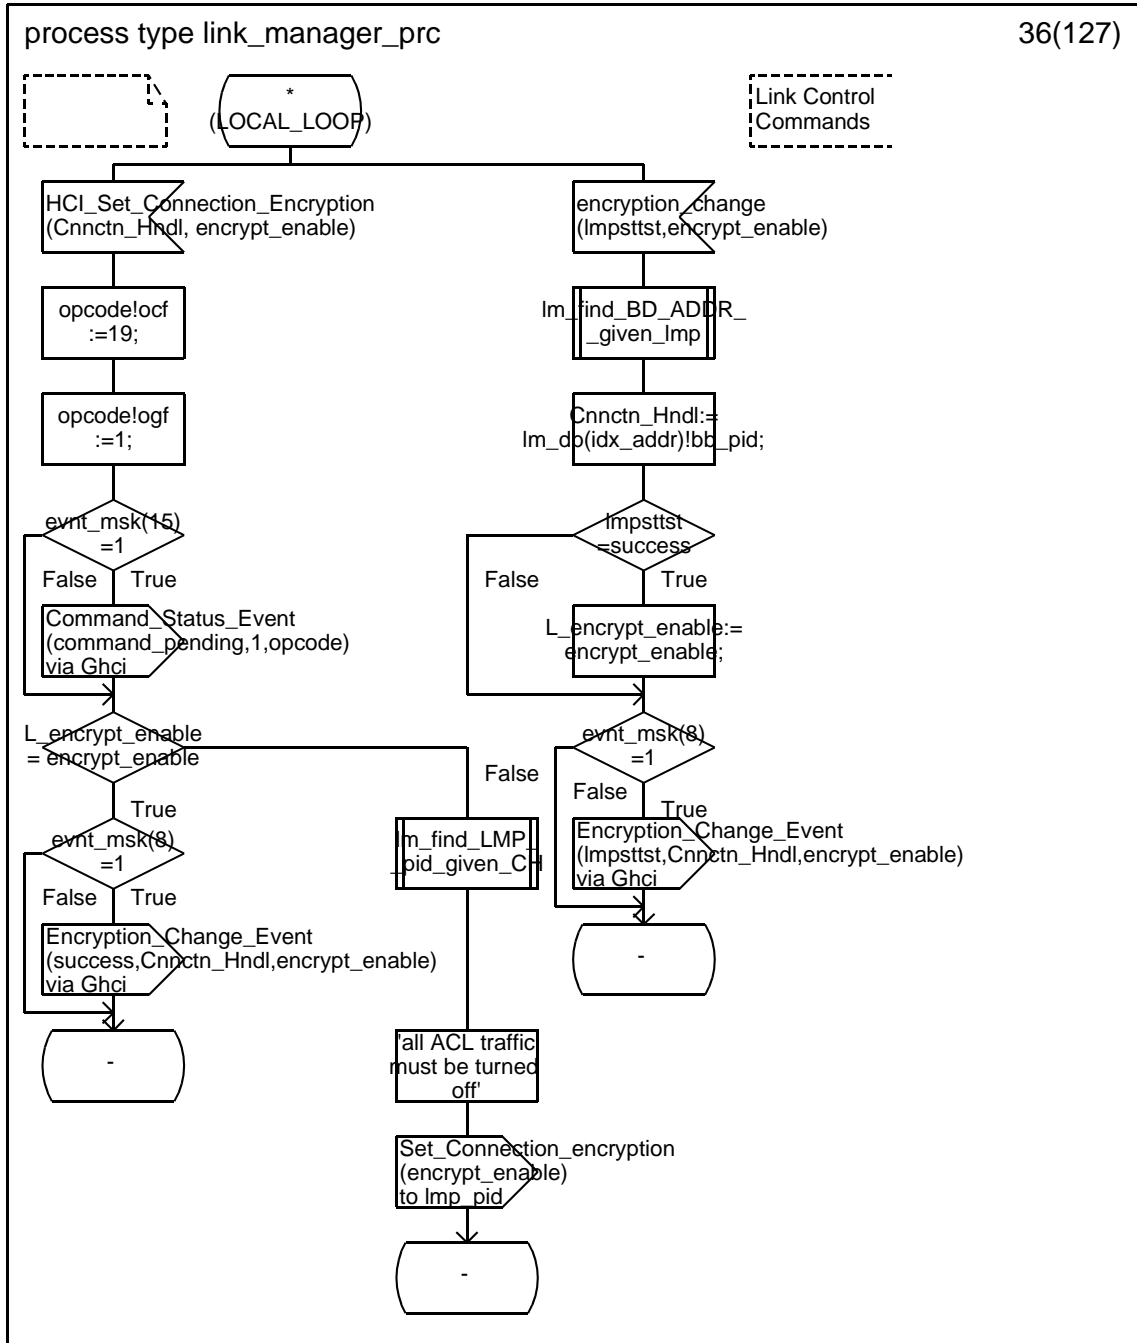 process type link_manager_prc
36(127)
*
(LOCAL_LOOP)
Link Control
Commands
HCI_Set_Connection_Encryption
(Cnnctn_Hndl, encrypt_enable)
opcode!ocf
:=19;
opcode!ogf
:=1;
evnt_msk(15)
=1
False
True
Command_Status_Event
(command_pending,1,opcode)
via Ghci
L_encrypt_enable
= encrypt_enable
True
False
evnt_msk(8)
=1
False
True
Encryption_Change_Event
(success,Cnnctn_Hndl,encrypt_enable)
via Ghci
-
lm_find_LMP_
_pid_given_CH
'all ACL traffic
must be turned
off'
Set_Connection_encryption
(encrypt_enable)
to lmp_pid
-
encryption_change
(lmpsttst,encrypt_enable)
lm_find_BD_ADDR_
_given_lmp
Cnnctn_Hndl:=
lm_db(idx_addr)!bb_pid;
lmpsttst
=success
False
True
L_encrypt_enable:=
encrypt_enable;
evnt_msk(8)
=1
False
True
Encryption_Change_Event
(lmpsttst,Cnnctn_Hndl,encrypt_enable)
via Ghci
-